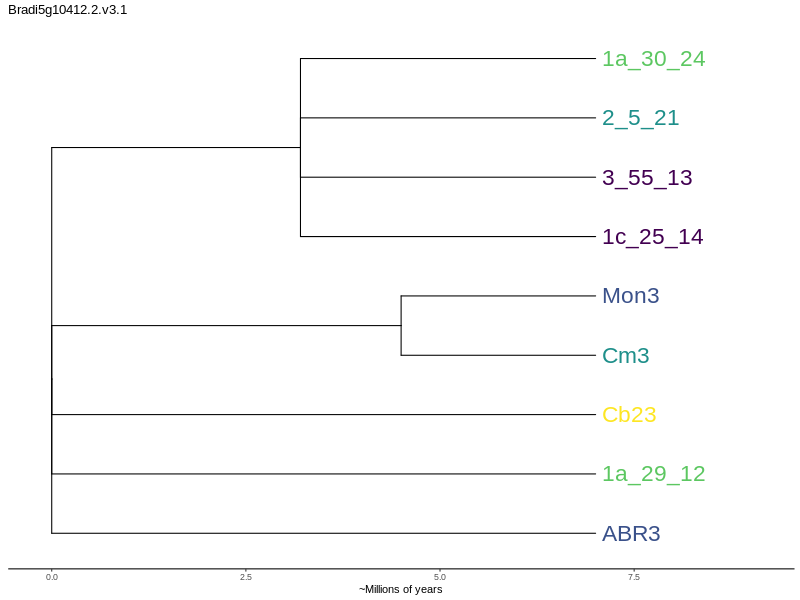 Bradi5g10412.2.v3.1
1a_30_24
2_5_21
3_55_13
1c_25_14
Mon3
Cm3
Cb23
1a_29_12
ABR3
0.0 2.5 5.0 7.5
~Millions of years